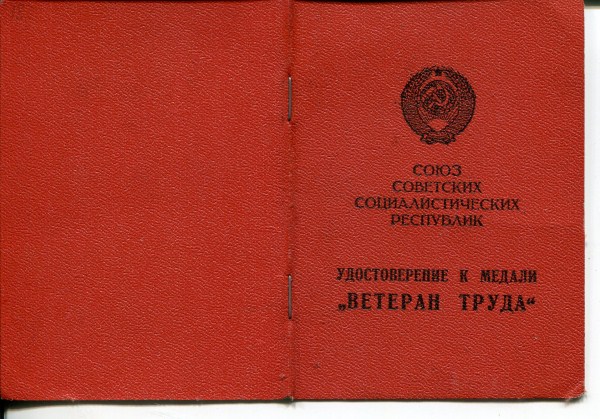 СОЮЗ
СОВЕТСКИХ
СОЦИАЛИСТИЧЕСКИХ
РЕСПУБЛИК
УДОСТОВЕРЕНИЕ К МЕДАЛИ
„ВЕТЕРАН ТРУДА“